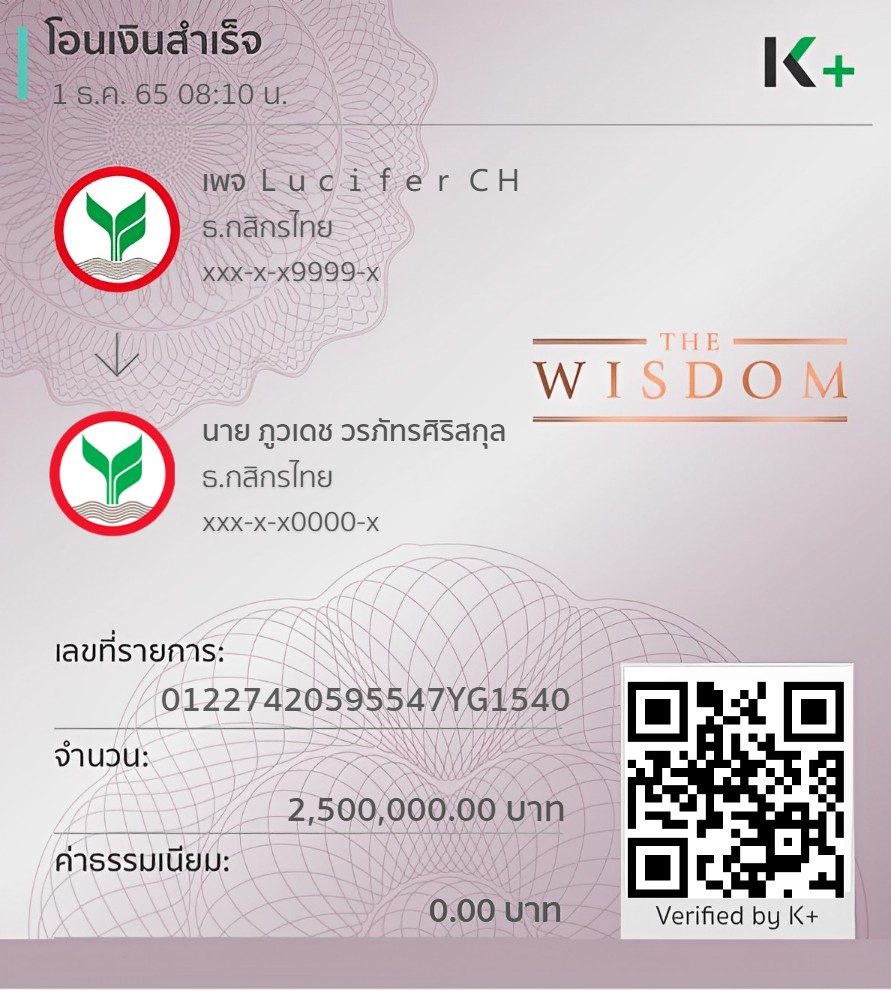 โอนเงินสำเร็จ
1 ธ.ค. 65 08:10 น.
K+
เพจ L u c i f e r CH
ธ.กสิกรไทย
xxx-x-x9999-x
THE
WISDOM
นาย ภูวเดช วรภัทรศิริสกุล
ธ.กสิกรไทย
xxx-x-x0000-x
เลขที่รายการ:
01227420595547YG1540
จำนวน:
2,500,000.00 บาท
ค่าธรรมเนียม:
0.00 บาท
Verified by K+